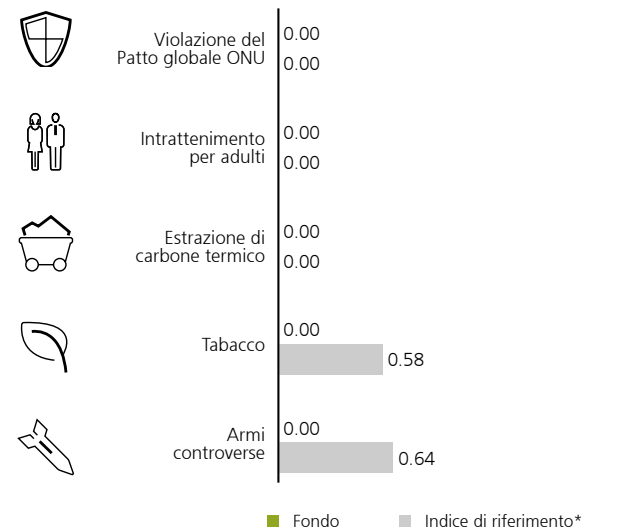 Violazione del
Patto globale ONU
0.00
0.00
Intrattenimento
per adulti
0.00
0.00
Estrazione di
carbone termico
0.00
0.00
Tabacco
0.00
0.58
Armi
controverse
0.00
0.64
Fondo
Indice di riferimento*